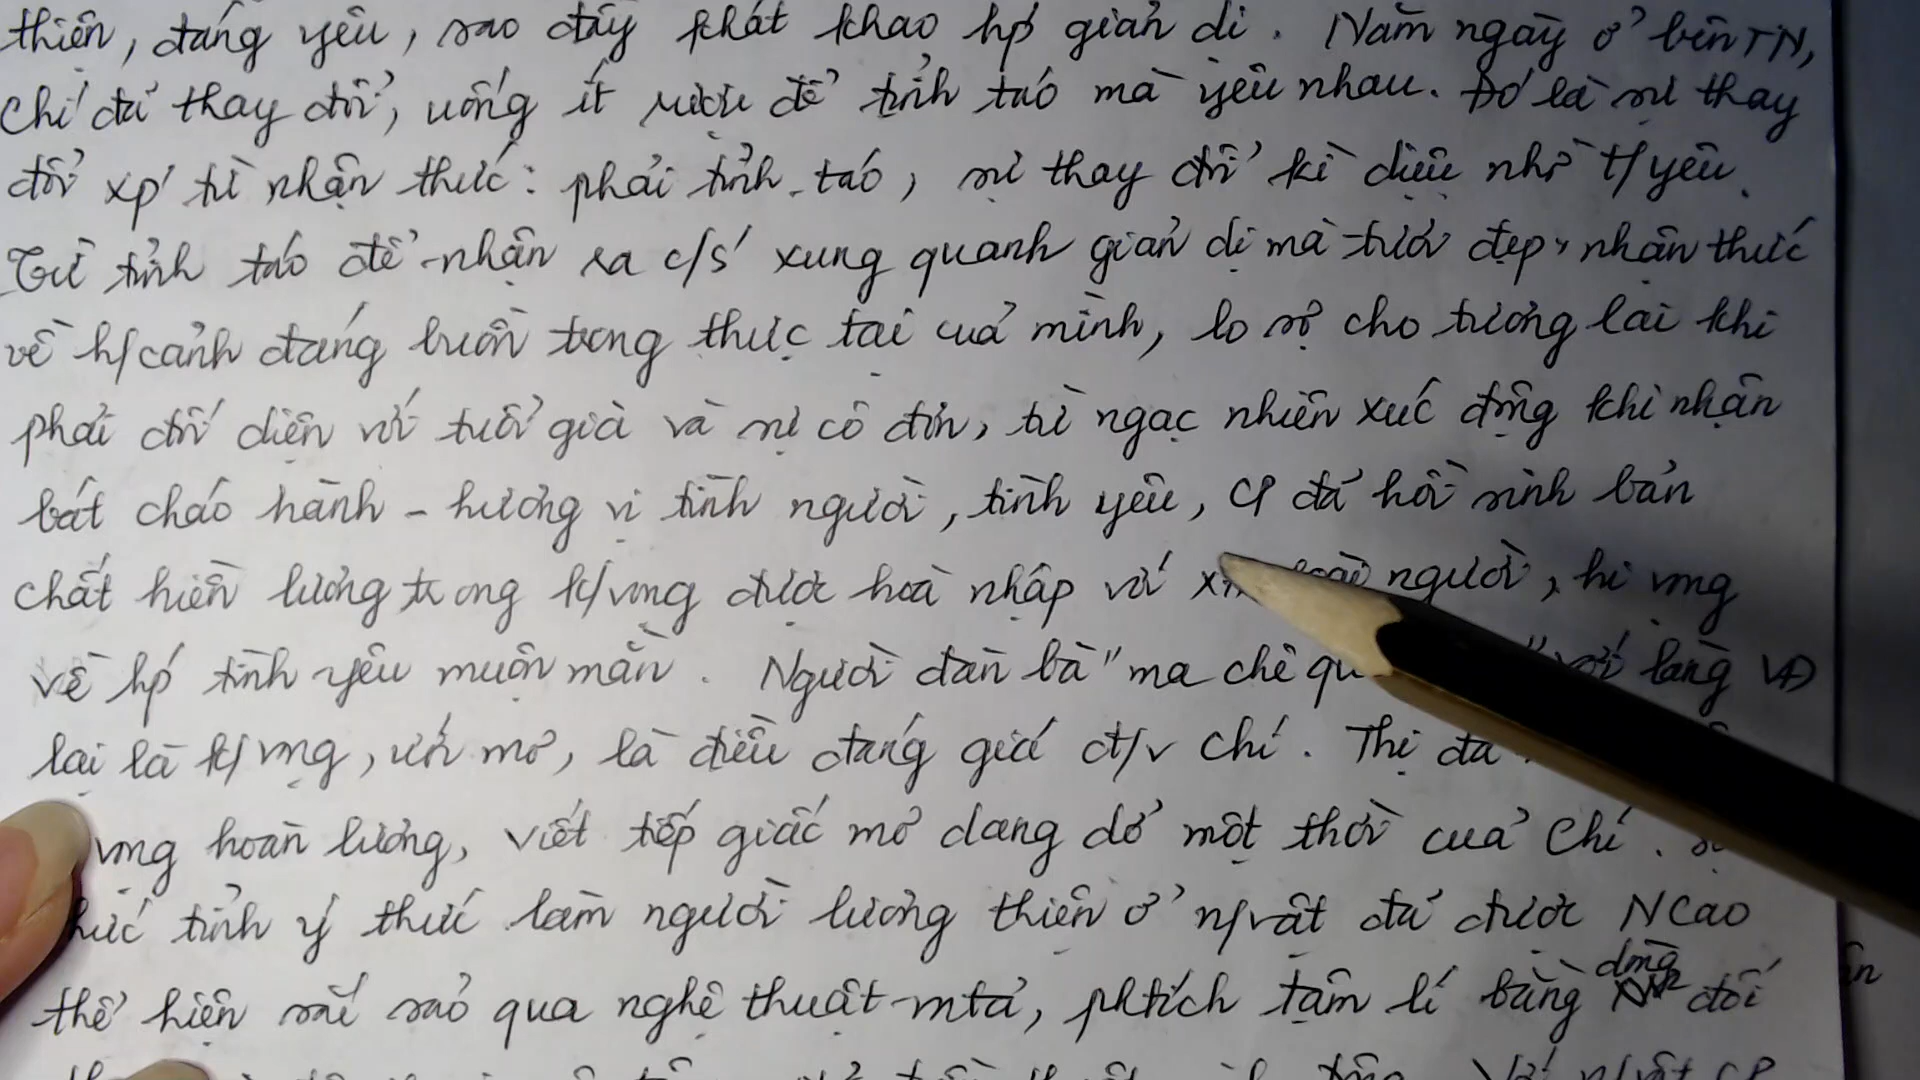 thiện, đáng yêu, sao đầy khát khao hp' giản dị. Năm ngày ở bên TN,
Chí đã thay đổi, uống ít rượu để tỉnh táo mà yêu nhau. Đó là sự thay
đổi xp' từ nhận thức: phải tỉnh táo, sự thay đổi kì diệu nhờ t/yêu.
Từ tỉnh táo để nhận ra c/s' xung quanh giản dị mà tươi đẹp, nhận thức
về h/cảnh đáng buồn trong thực tại của mình, lo sợ cho tương lai khi
phải đối diện với tuổi già và sự cô đơn, từ ngạc nhiên xúc động khi nhận
bát cháo hành - hương vị tình người, tình yêu, CP đã hồi sinh bản
chất hiền lương trong k/vọng được hoà nhập với người, hi vọng
về hp' tình yêu muộn mằn. Người đàn bà "ma chê với làng VĐ
lại là k/vọng, ước mơ, là điều đáng giá đ/v Chí. Thị đã
vọng hoàn lương, viết tiếp giấc mơ dang dở một thời của Chí.
tỉnh ý thức làm người lương thiện ở n/vật đã được NCao
thể hiện sắc sảo qua nghệ thuật mtả, phtích tâm lí bằng dòng đối